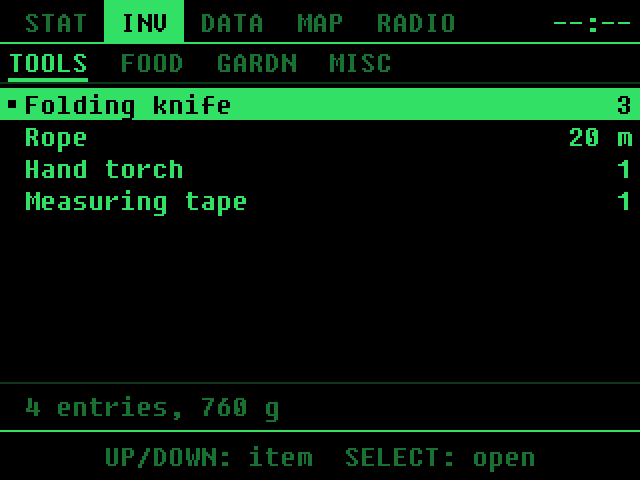 STAT INV DATA MAP RADIO --:--
TOOLS FOOD GARDN MISC
Folding knife 3
Rope 20 m
Hand torch 1
Measuring tape 1
4 entries, 760 g
UP/DOWN: item SELECT: open